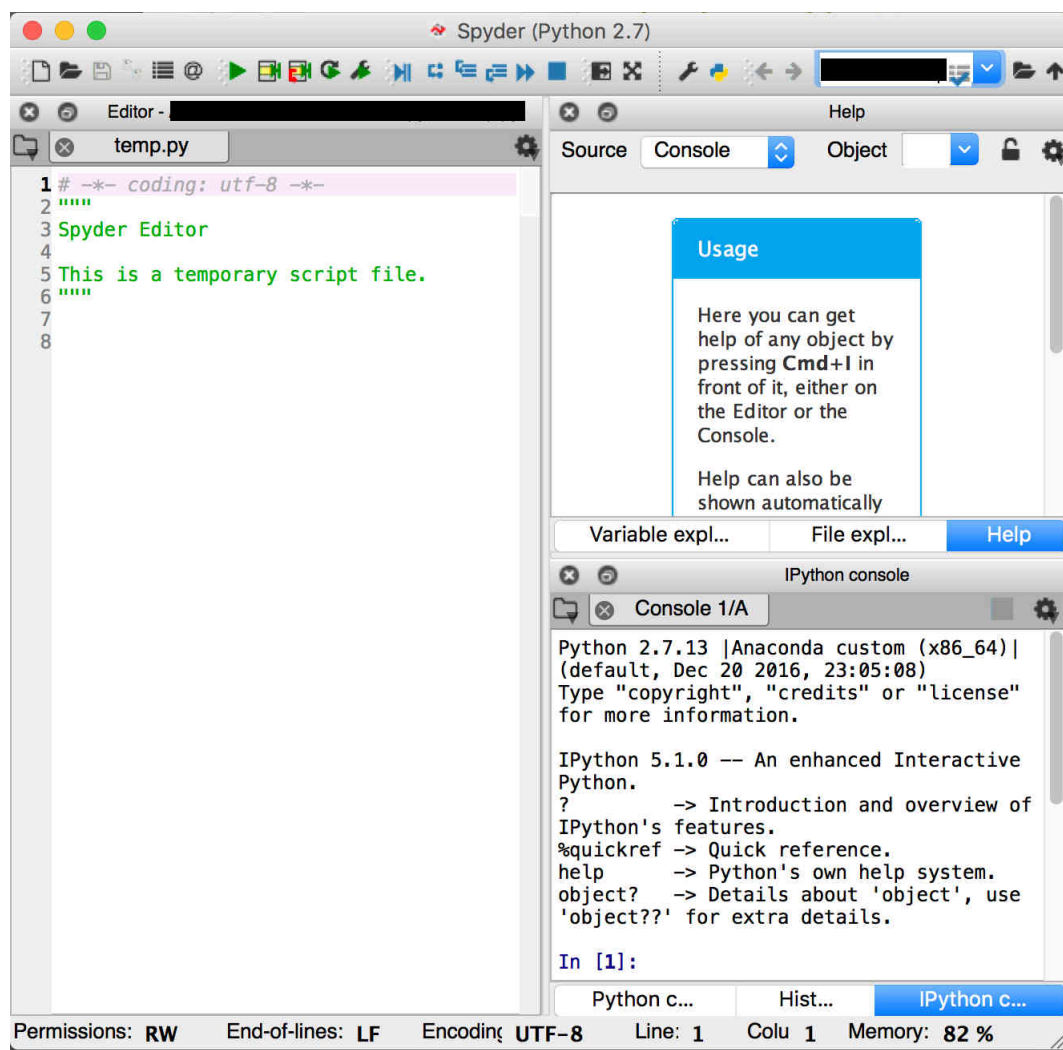 Spyder (Python 2.7)
Editor -
temp.py
1 # -*- coding: utf-8 -*-
2 """
3 Spyder Editor
4
5 This is a temporary script file.
6 """
7
8
Help
Source Console Object
Usage
Here you can get
help of any object by
pressing Cmd+I in
front of it, either on
the Editor or the
Console.
Help can also be
shown automatically
Variable expl... File expl... Help
IPython console
Console 1/A
Python 2.7.13 |Anaconda custom (x86_64)|
(default, Dec 20 2016, 23:05:08)
Type "copyright", "credits" or "license"
for more information.
IPython 5.1.0 -- An enhanced Interactive
Python.
? -> Introduction and overview of
IPython's features.
%quickref -> Quick reference.
help -> Python's own help system.
object? -> Details about 'object', use
'object??' for extra details.
In [1]:
Python c... Hist... IPython c...
Permissions: RW End-of-lines: LF Encoding UTF-8 Line: 1 Colu 1 Memory: 82 %